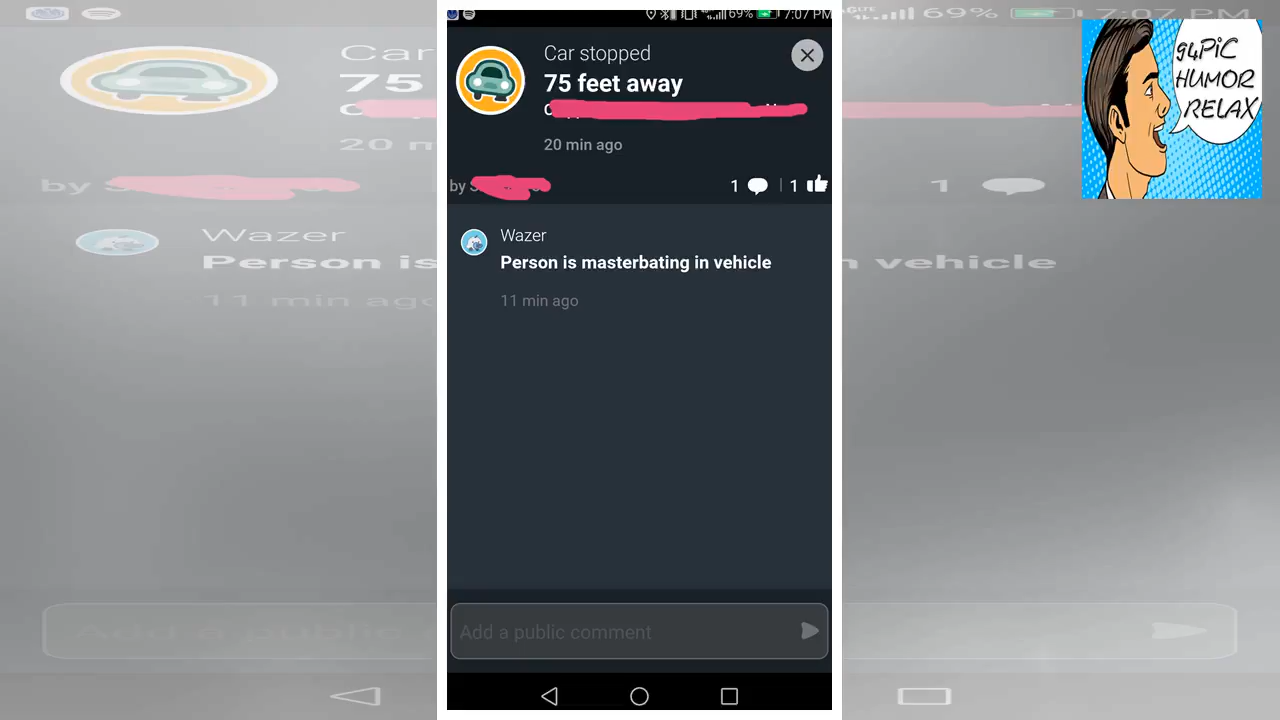 69% 7:07 PM
Car stopped
75 feet away
20 min ago
by
1 | 1
Wazer
Person is masterbating in vehicle
11 min ago
Add a public comment
94PiC
HUMOR
RELAX